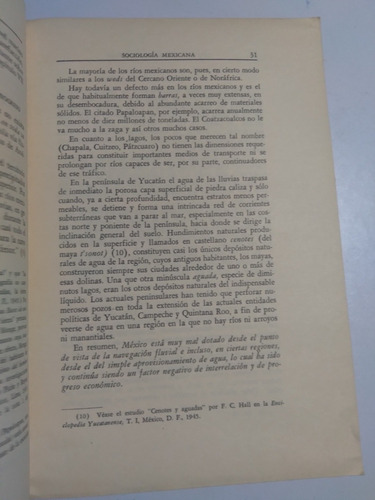 SOCIOLOGÍA MEXICANA 51
La mayoría de los ríos mexicanos son, pues, en cierto modo
similares a los weds del Cercano Oriente o de Noráfrica.
Hay todavía un defecto más en los ríos mexicanos y es el
de que habitualmente forman barras, a veces muy extensas, en
su desembocadura, debido al abundante acarreo de materiales
sólidos. El citado Papaloapan, por ejemplo, acarrea anualmente
no menos de diez millones de toneladas. El Coatzacoalcos no le
va mucho a la zaga y así otros muchos casos.
En cuanto a los lagos, los pocos que merecen tal nombre
(Chapala, Cuitzeo, Pátzcuaro) no tienen las dimensiones reque-
ridas para constituir importantes medios de transporte ni se
prolongan por ríos capaces de ser, por su parte, continuadores
de ese tráfico.
En la península de Yucatán el agua de las lluvias traspasa
de inmediato la porosa capa superficial de piedra caliza y sólo
cuando, ya a cierta profundidad, encuentra estratos menos per-
meables, se detiene y forma una intrincada red de corrientes
subterráneas que van a parar al mar, especialmente en las cos-
tas norte y poniente de la península, hacia donde se dirige la
inclinación general del suelo. Hundimientos naturales produ-
cidos en la superficie y llamados en castellano cenotes (del
maya t'sonot) (10), constituyen casi los únicos depósitos natu-
rales de agua de la región, cuyos antiguos habitantes, los mayas,
construyeron siempre sus ciudades alrededor de uno o más de
esas dolinas. Una que otra minúscula aguada, especie de dimi-
nutos lagos, eran los otros depósitos naturales del indispensable
líquido. Los actuales peninsulares han tenido que perforar su-
merosos pozos en toda la extensión de las actuales entidades
políticas de Yucatán, Campeche y Quintana Roo, a fin de pro-
veerse de agua en una región en la que no hay ríos ni arroyos
ni manantiales.
En resumen, México está muy mal dotado desde el punto
de vista de la navegación fluvial e incluso, en ciertas regiones,
desde el del simple aprovisionamiento de agua, lo cual ha sido
y continúa siendo un factor negativo de interrelación y de pro-
greso económico.
(10) Véase el estudio "Cenotes y aguadas" por F. C. Hall en la Enci-
clopedia Yucatanense, T. I. México, D. F., 1945.